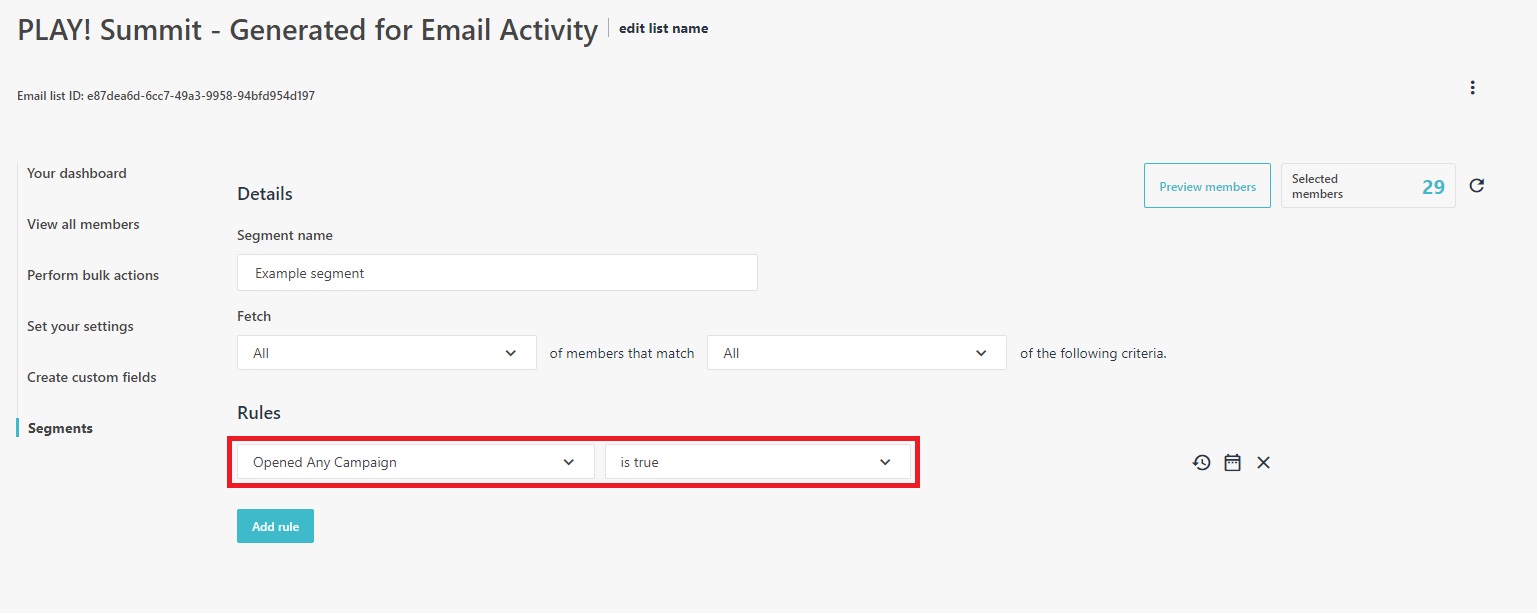 PLAY! Summit - Generated for Email Activity
edit list name
Email list ID: e87dea6d-6cc7-49a3-9958-94bfd954d197
Your dashboard
View all members
Perform bulk actions
Set your settings
Create custom fields
Segments
Details
Preview members
Selected
members
29
Segment name
Example segment
Fetch
All
of members that match
All
of the following criteria.
Rules
Opened Any Campaign
is true
Add rule